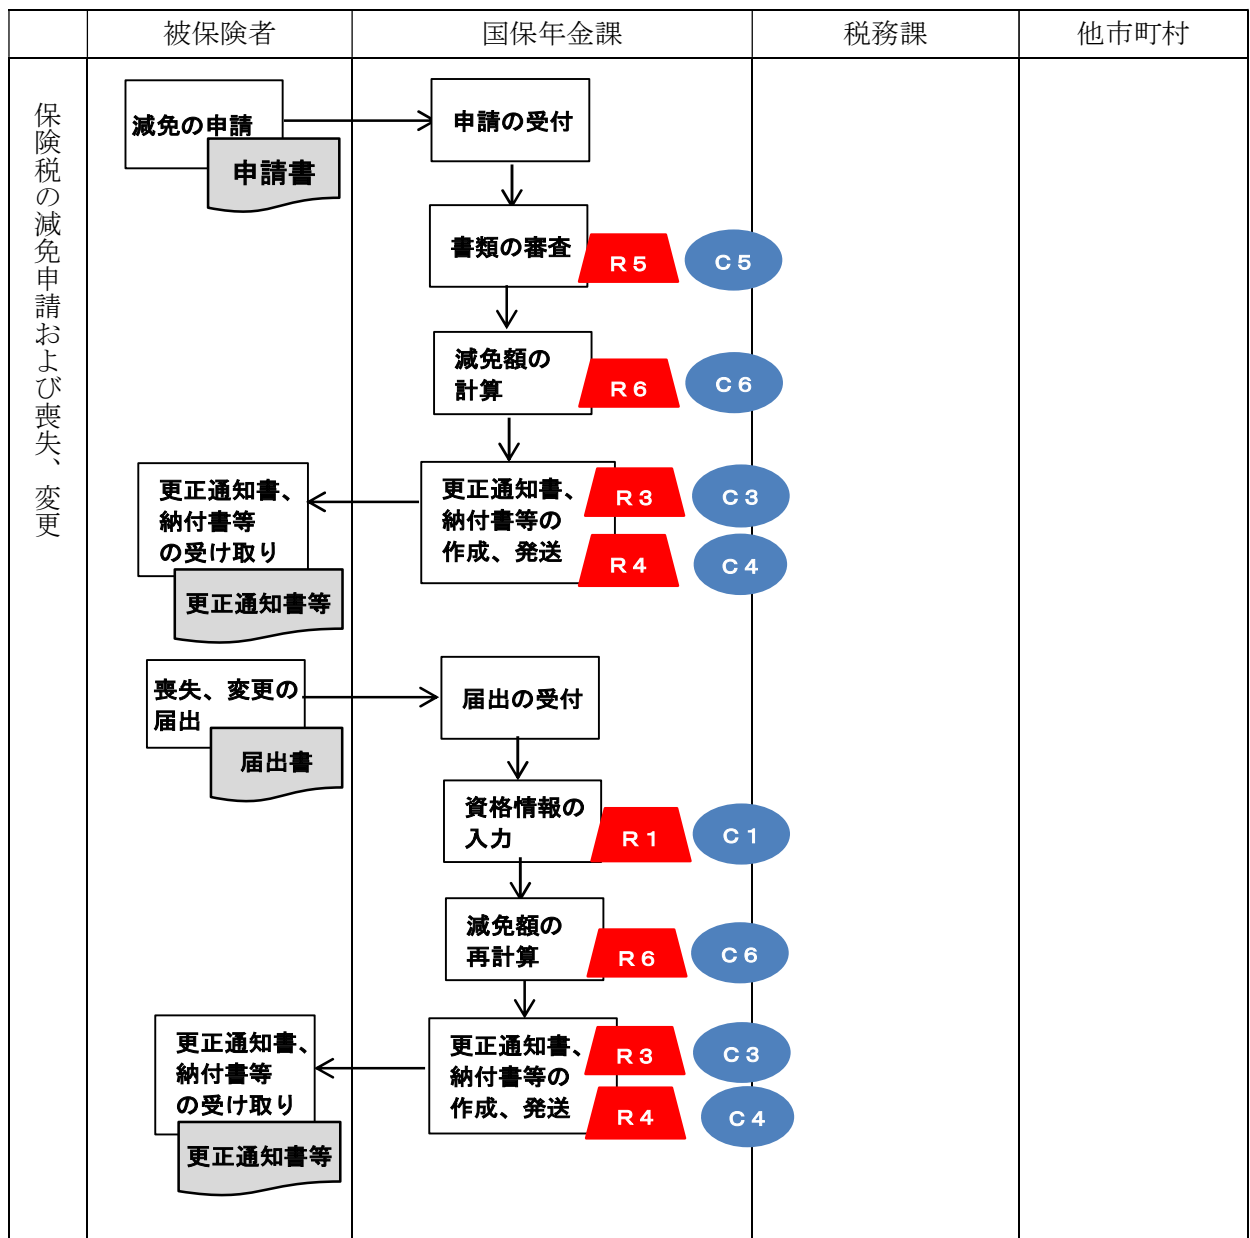 被保険者
国保年金課
税務課
他市町村
保険税の減免申請および喪失、変更
減免の申請
申請書
申請の受付
書類の審査
R5
C5
減免額の
計算
R6
C6
更正通知書、
納付書等の
作成、発送
R3
C3
R4
C4
更正通知書、
納付書等
の受け取り
更正通知書等
喪失、変更の
届出
届出書
届出の受付
資格情報の
入力
R1
C1
減免額の
再計算
R6
C6
更正通知書、
納付書等の
作成、発送
R3
C3
R4
C4
更正通知書、
納付書等
の受け取り
更正通知書等